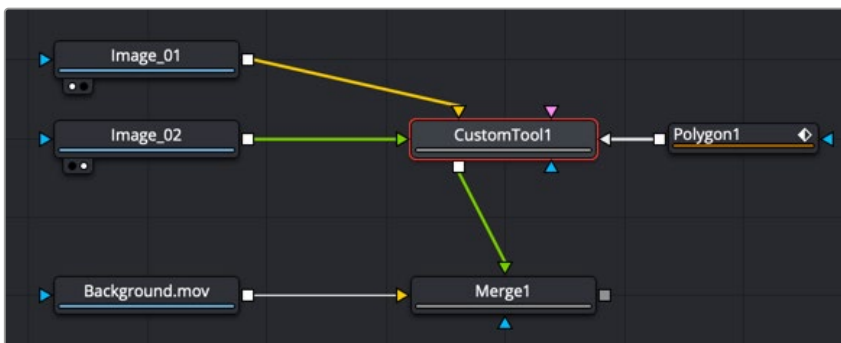 Image_01
Image_02
CustomTool1
Polygon1
Background.mov
Merge1